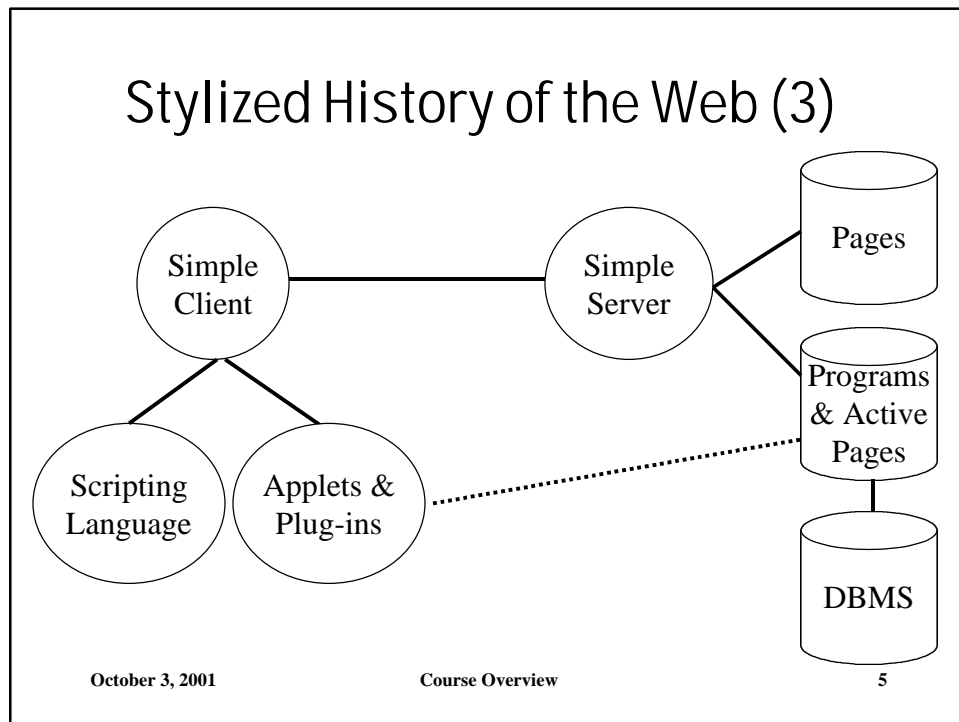 Stylized History of the Web (3)
Simple
Client
Simple
Server
Pages
Programs
& Active
Pages
Scripting
Language
Applets &
Plug-ins
DBMS
October 3, 2001
Course Overview
5